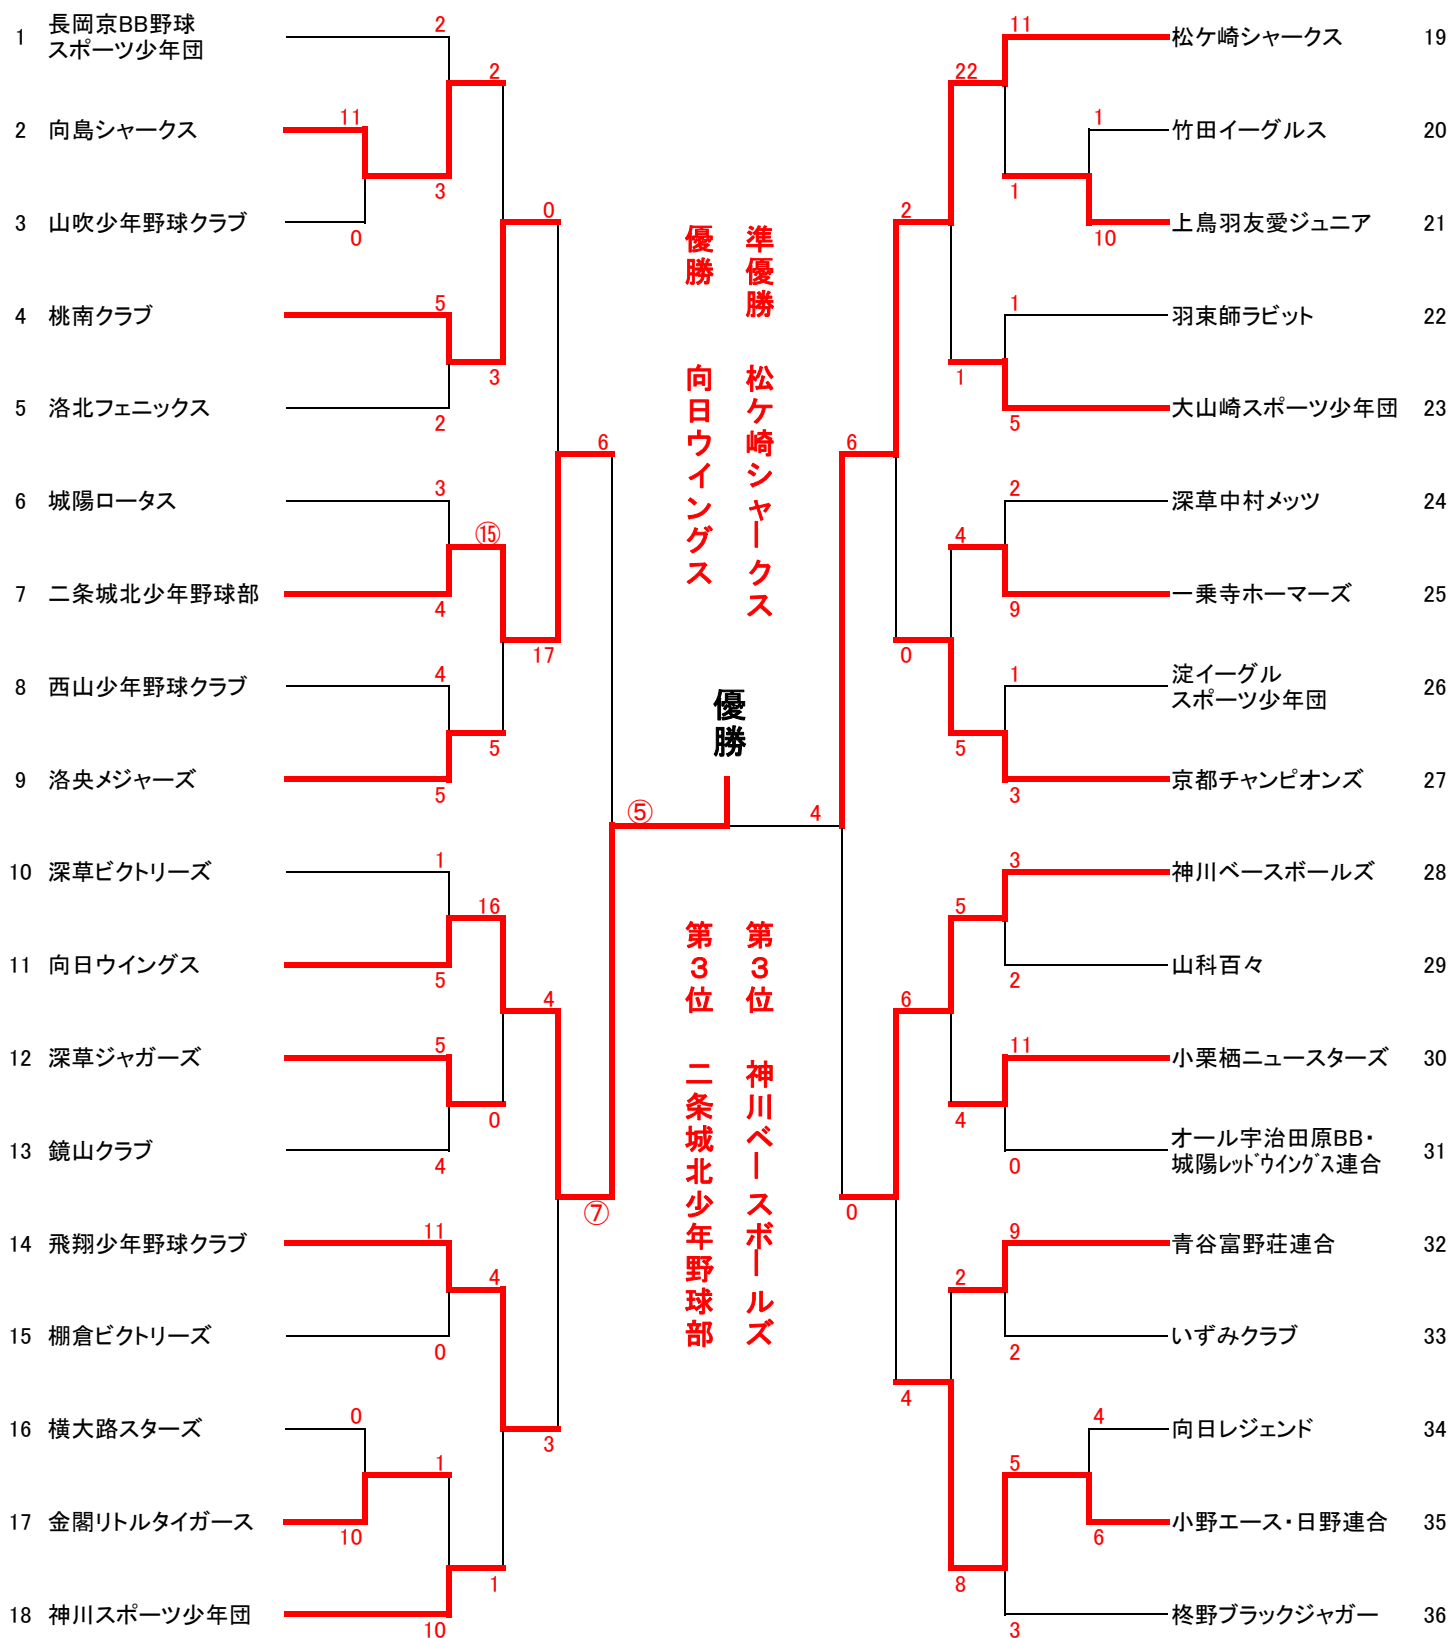 1 長岡京BB野球
スポーツ少年団
2
2
2 向島シャークス
11
3
3 山吹少年野球クラブ
0
0
4 桃南クラブ
5
3
5 洛北フェニックス
2
6
6 城陽ロータス
3
⑮
7 二条城北少年野球部
4
17
8 西山少年野球クラブ
4
5
9 洛央メジャーズ
5
⑤
10 深草ビクトリーズ
1
16
11 向日ウイングス
5
4
12 深草ジャガーズ
5
0
13 鏡山クラブ
4
⑦
14 飛翔少年野球クラブ
11
4
15 棚倉ビクトリーズ
0
16 横大路スターズ
0
1
3
17 金閣リトルタイガース
10
1
18 神川スポーツ少年団
10
準優勝 松ケ崎シャークス
優勝 向日ウイングス
優勝
第3位 神川ベースボールズ
第3位 二条城北少年野球部
11
松ケ崎シャークス 19
22
1
竹田イーグルス 20
1
2
上鳥羽友愛ジュニア 21
10
1
羽束師ラビット 22
1
大山崎スポーツ少年団 23
5
6
2
深草中村メッツ 24
4
一乗寺ホーマーズ 25
9
0
1
淀イーグル
スポーツ少年団 26
5
京都チャンピオンズ 27
3
4
3
神川ベースボールズ 28
5
山科百々 29
2
6
11
小栗栖ニュースターズ 30
4
オール宇治田原BB・
城陽レッドウイングス連合 31
0
0
9
青谷富野荘連合 32
2
いずみクラブ 33
2
4
4
向日レジェンド 34
5
小野エース・日野連合 35
6
8
柊野ブラックジャガー 36
3